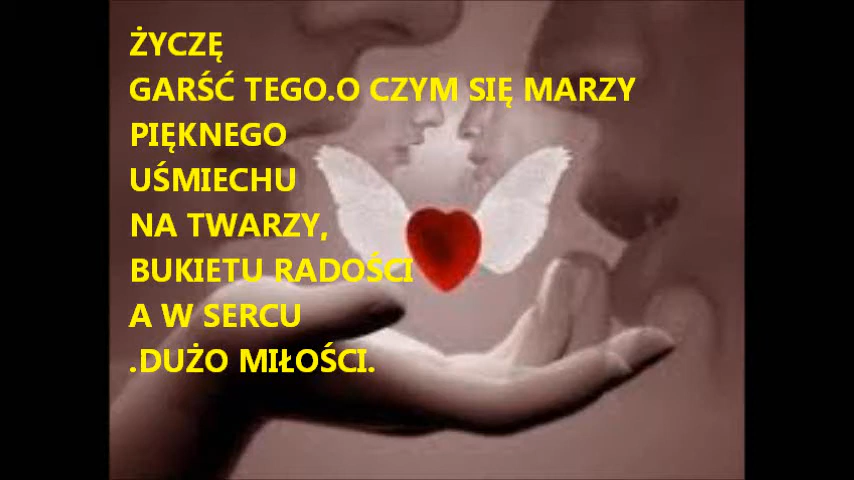 ŻYCZĘ
GARŚĆ TEGO.O CZYM SIĘ MARZY
PIĘKNEGO
UŚMIECHU
NA TWARZY,
BUKIETU RADOŚCI
A W SERCU
.DUŻO MIŁOŚCI.